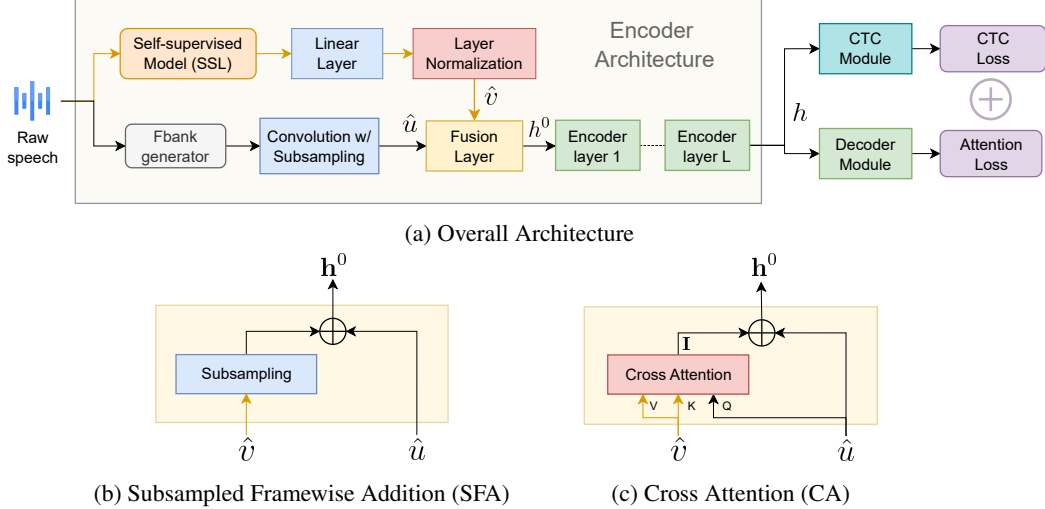 Raw
speech
Self-supervised
Model (SSL)
Linear
Layer
Layer
Normalization
Encoder
Architecture
v̂
Fbank
generator
Convolution w/
Subsampling
û
Fusion
Layer
h⁰
Encoder
layer 1
Encoder
layer L
h
CTC
Module
CTC
Loss
Decoder
Module
Attention
Loss
(a) Overall Architecture
h⁰
Subsampling
v̂
û
(b) Subsampled Framewise Addition (SFA)
h⁰
I
Cross Attention
V
K
Q
v̂
û
(c) Cross Attention (CA)